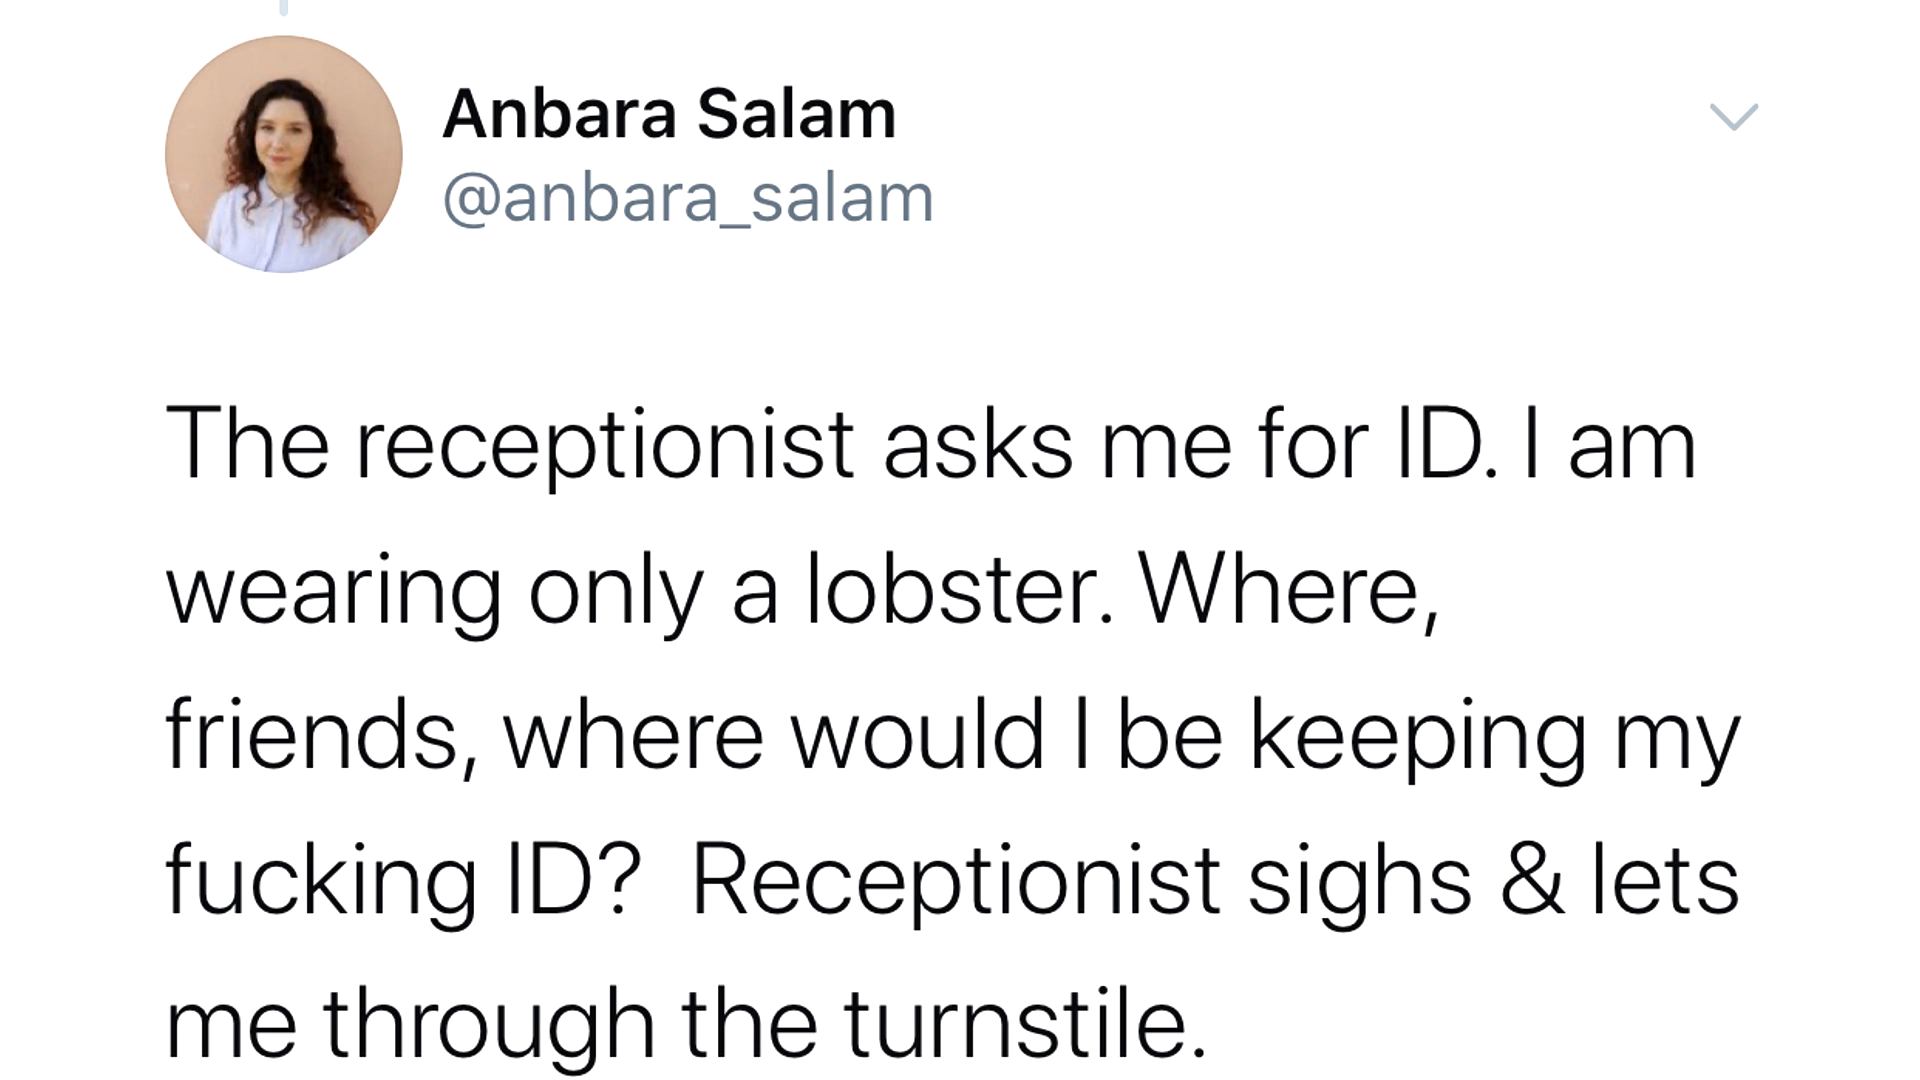 Anbara Salam
@anbara_salam
The receptionist asks me for ID. I am
wearing only a lobster. Where,
friends, where would I be keeping my
fucking ID?  Receptionist sighs & lets
me through the turnstile.